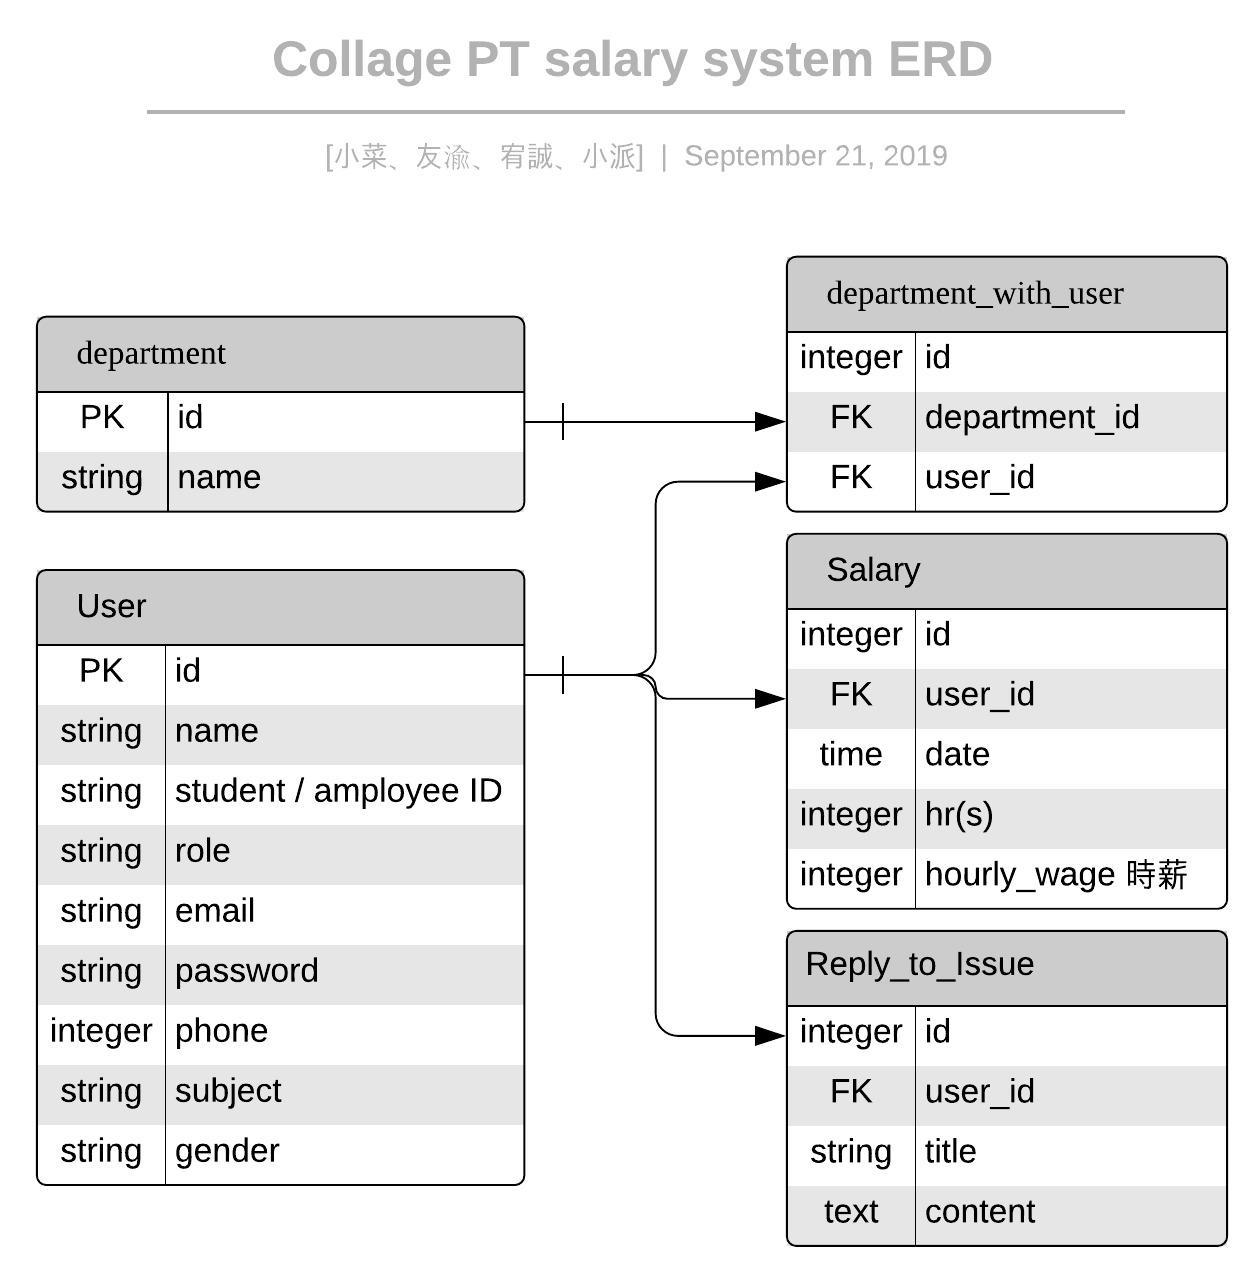 Collage PT salary system ERD
[小菜、友渝、宥誠、小派] | September 21, 2019
department
PK id
string name
User
PK id
string name
string student / amployee ID
string role
string email
string password
integer phone
string subject
string gender
department_with_user
integer id
FK department_id
FK user_id
Salary
integer id
FK user_id
time date
integer hr(s)
integer hourly_wage 時薪
Reply_to_Issue
integer id
FK user_id
string title
text content